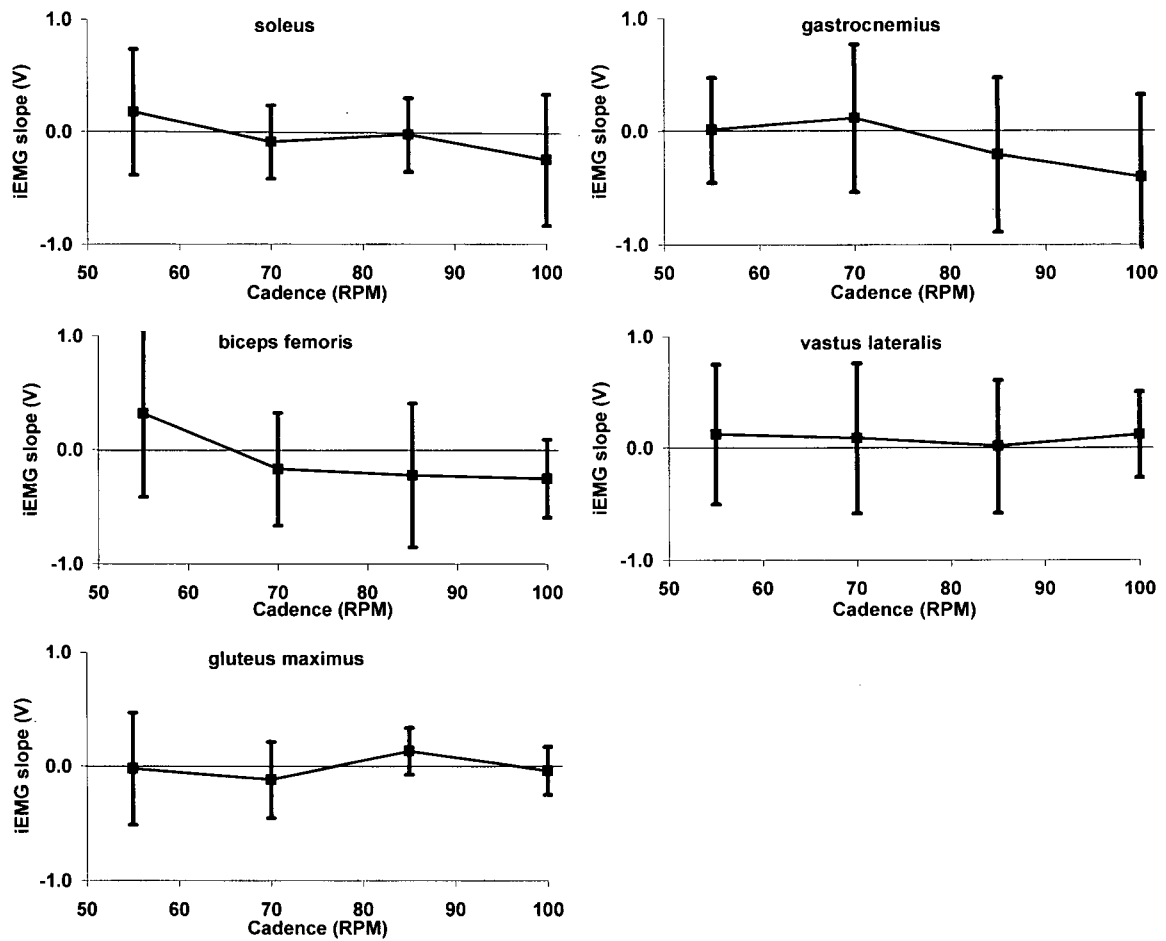 soleus
1.0
0.0
-1.0
iEMG slope (V)
50 60 70 80 90 100
Cadence (RPM)
gastrocnemius
1.0
0.0
-1.0
iEMG slope (V)
50 60 70 80 90 100
Cadence (RPM)
biceps femoris
1.0
0.0
-1.0
iEMG slope (V)
50 60 70 80 90 100
Cadence (RPM)
vastus lateralis
1.0
0.0
-1.0
iEMG slope (V)
50 60 70 80 90 100
Cadence (RPM)
gluteus maximus
1.0
0.0
-1.0
iEMG slope (V)
50 60 70 80 90 100
Cadence (RPM)